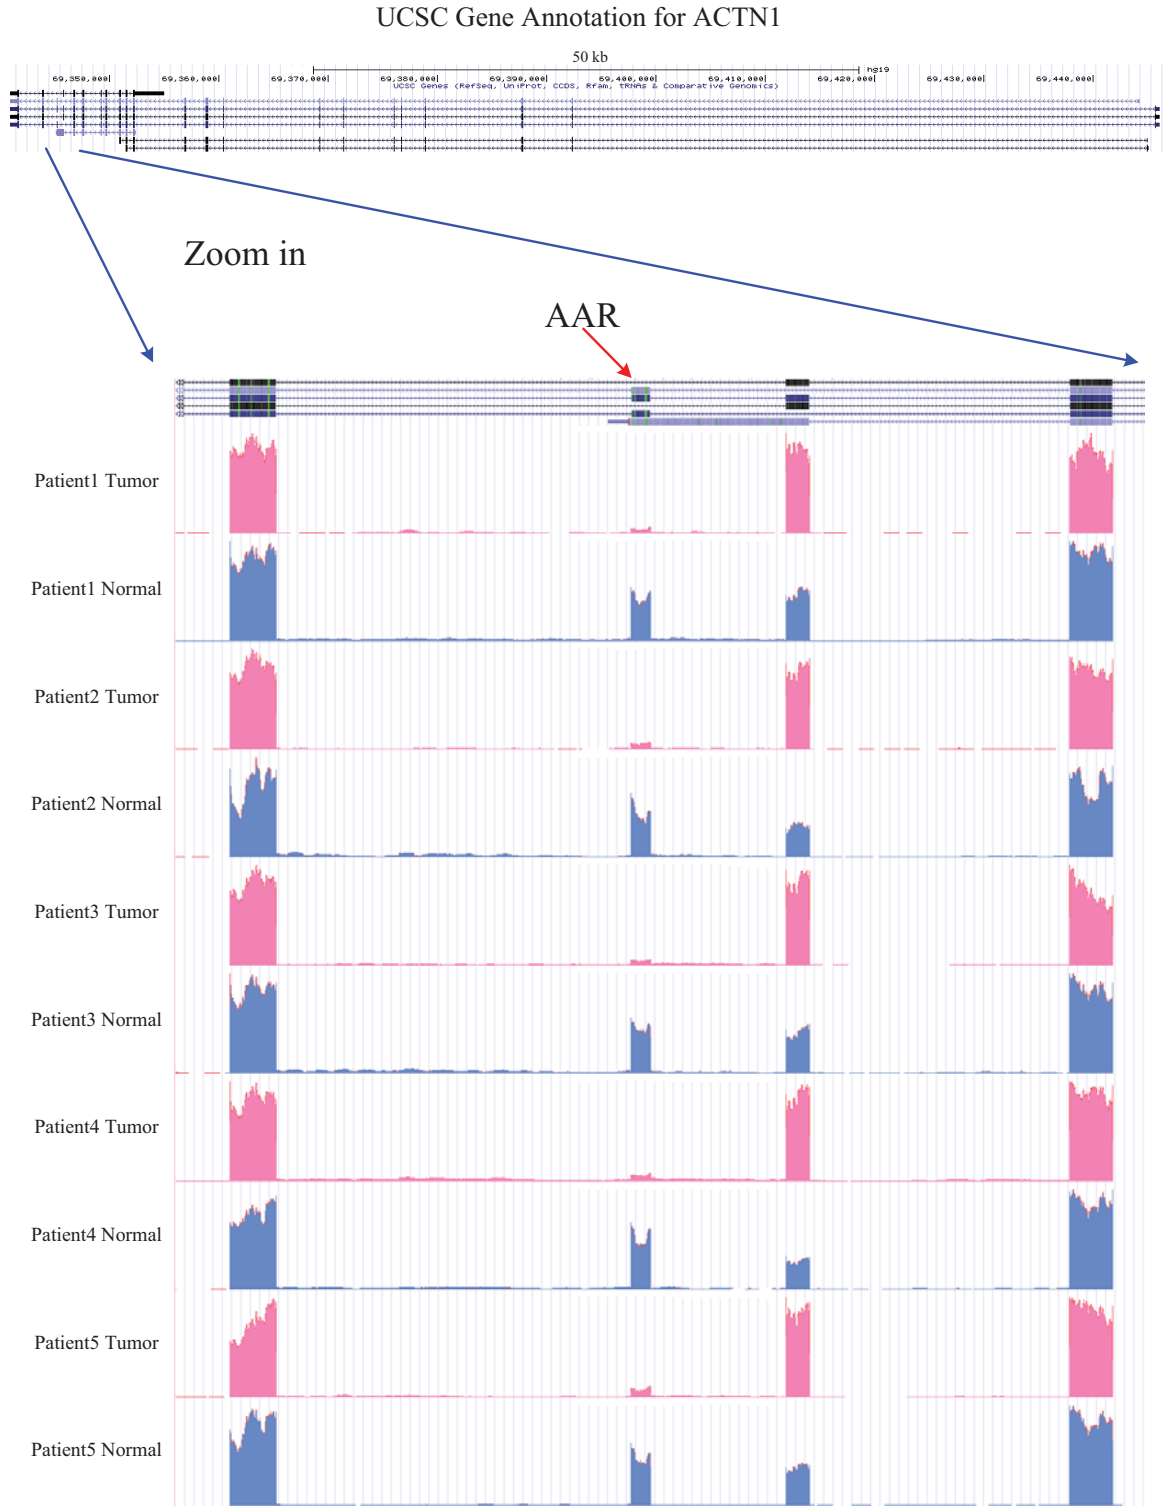 UCSC Gene Annotation for ACTN1
50 kb
hg19
69,350,000| 69,360,000| 69,370,000| 69,380,000| 69,390,000| 69,400,000| 69,410,000| 69,420,000| 69,430,000| 69,440,000|
UCSC Genes (RefSeq, UniProt, CCDS, Rfam, tRNAs & Comparative Genomics)
Zoom in
AAR
Patient1 Tumor
Patient1 Normal
Patient2 Tumor
Patient2 Normal
Patient3 Tumor
Patient3 Normal
Patient4 Tumor
Patient4 Normal
Patient5 Tumor
Patient5 Normal